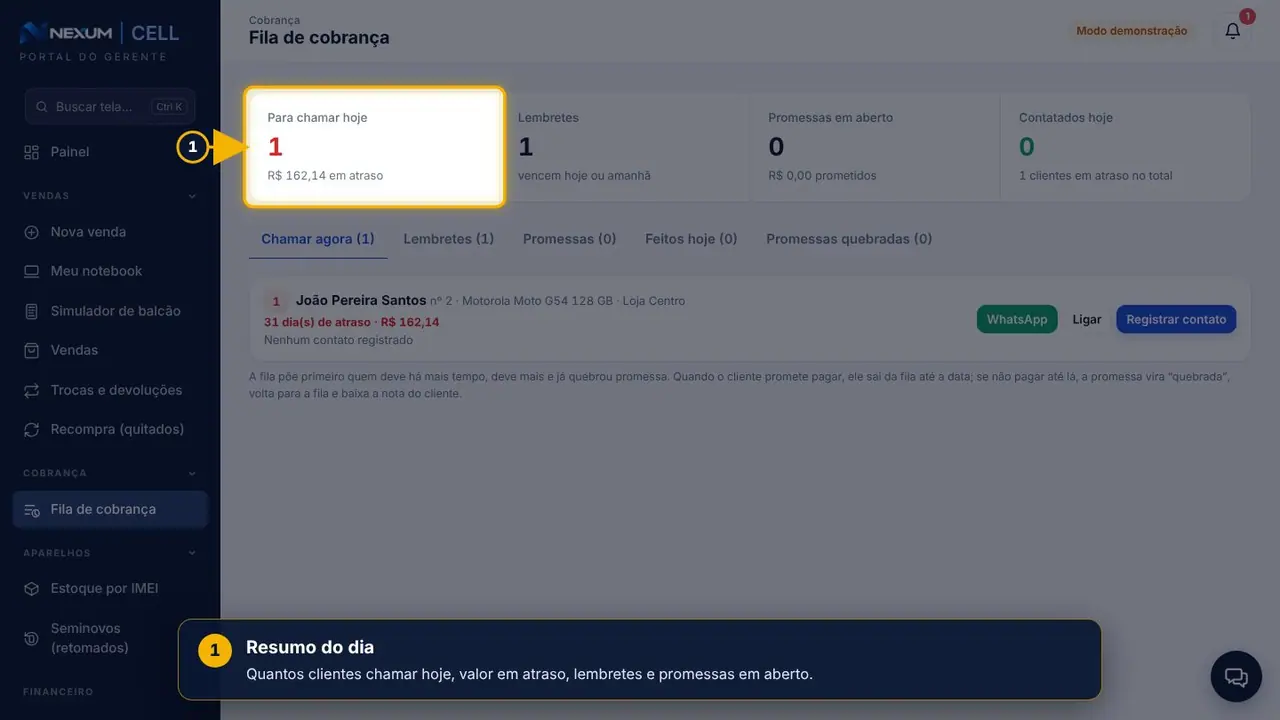 NEXUM | CELL
PORTAL DO GERENTE
Buscar tela... Ctrl K
Painel
VENDAS
Nova venda
Meu notebook
Simulador de balcão
Vendas
Trocas e devoluções
Recompra (quitados)
COBRANÇA
Fila de cobrança
APARELHOS
Estoque por IMEI
Seminovos
(retomados)
FINANCEIRO
Cobrança
Fila de cobrança
Modo demonstração
1
1
Para chamar hoje
1
R$ 162,14 em atraso
Lembretes
1
vencem hoje ou amanhã
Promessas em aberto
0
R$ 0,00 prometidos
Contatados hoje
0
1 clientes em atraso no total
Chamar agora (1) Lembretes (1) Promessas (0) Feitos hoje (0) Promessas quebradas (0)
1 João Pereira Santos nº 2 · Motorola Moto G54 128 GB · Loja Centro
31 dia(s) de atraso · R$ 162,14
Nenhum contato registrado
WhatsApp Ligar Registrar contato
A fila põe primeiro quem deve há mais tempo, deve mais e já quebrou promessa. Quando o cliente promete pagar, ele sai da fila até a data; se não pagar até lá, a promessa vira “quebrada”,
volta para a fila e baixa a nota do cliente.
1 Resumo do dia
Quantos clientes chamar hoje, valor em atraso, lembretes e promessas em aberto.